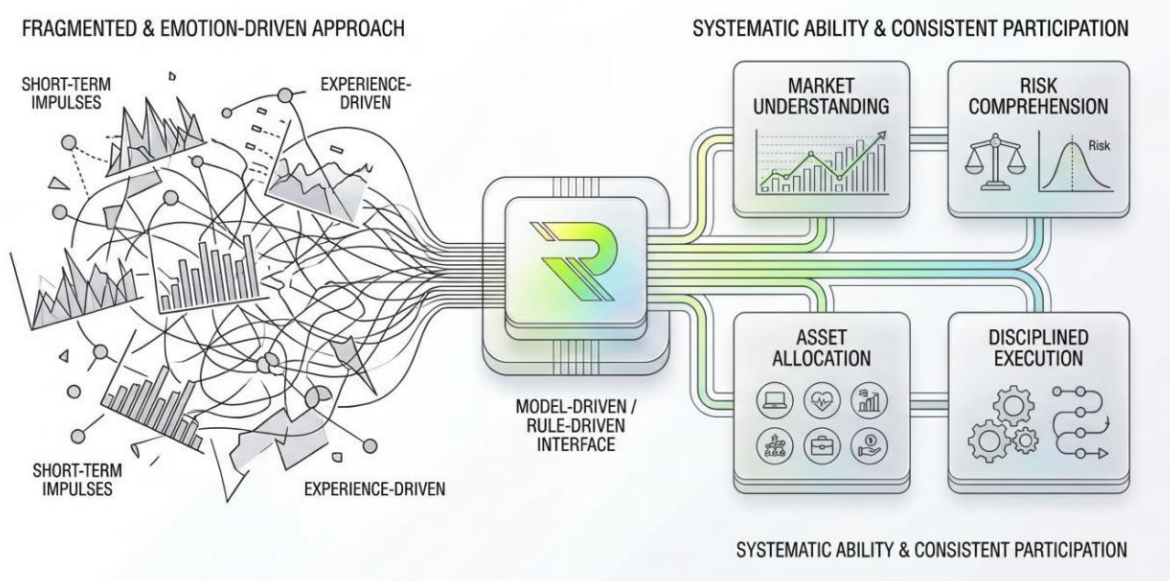 FRAGMENTED & EMOTION-DRIVEN APPROACH
SHORT-TERM
IMPULSES
EXPERIENCE-
DRIVEN
SHORT-TERM
IMPULSES
EXPERIENCE-DRIVEN
MODEL-DRIVEN /
RULE-DRIVEN
INTERFACE
SYSTEMATIC ABILITY & CONSISTENT PARTICIPATION
MARKET
UNDERSTANDING
RISK
COMPREHENSION
Risk
ASSET
ALLOCATION
DISCIPLINED
EXECUTION
SYSTEMATIC ABILITY & CONSISTENT PARTICIPATION